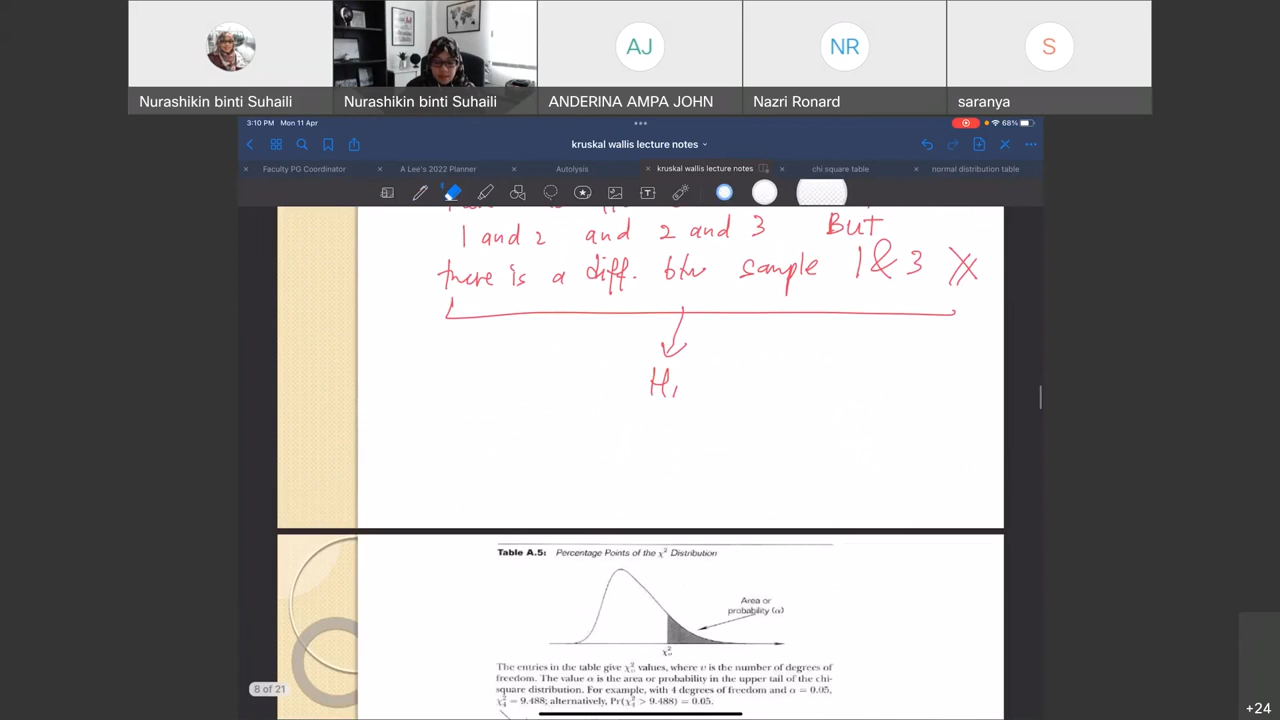 AJ
NR
S
Nurashikin binti Suhaili
Nurashikin binti Suhaili
ANDERINA AMPA JOHN
Nazri Ronard
saranya
3:10 PM Mon 11 Apr
68%
kruskal wallis lecture notes
Faculty PG Coordinator
A Lee's 2022 Planner
Autolysis
kruskal wallis lecture notes
chi square table
normal distribution table
1 and 2 and 2 and 3 But
there is a diff. btw sample 1 & 3
H1
Table A.5: Percentage Points of the χ² Distribution
Area or
probability (α)
χ²υ
The entries in the table give χ²υ values, where υ is the number of degrees of
freedom. The value α is the area or probability in the upper tail of the chi-
square distribution. For example, with 4 degrees of freedom and α = 0.05,
χ²4 = 9.488; alternatively, Pr(χ²4 > 9.488) = 0.05.
8 of 21
+24